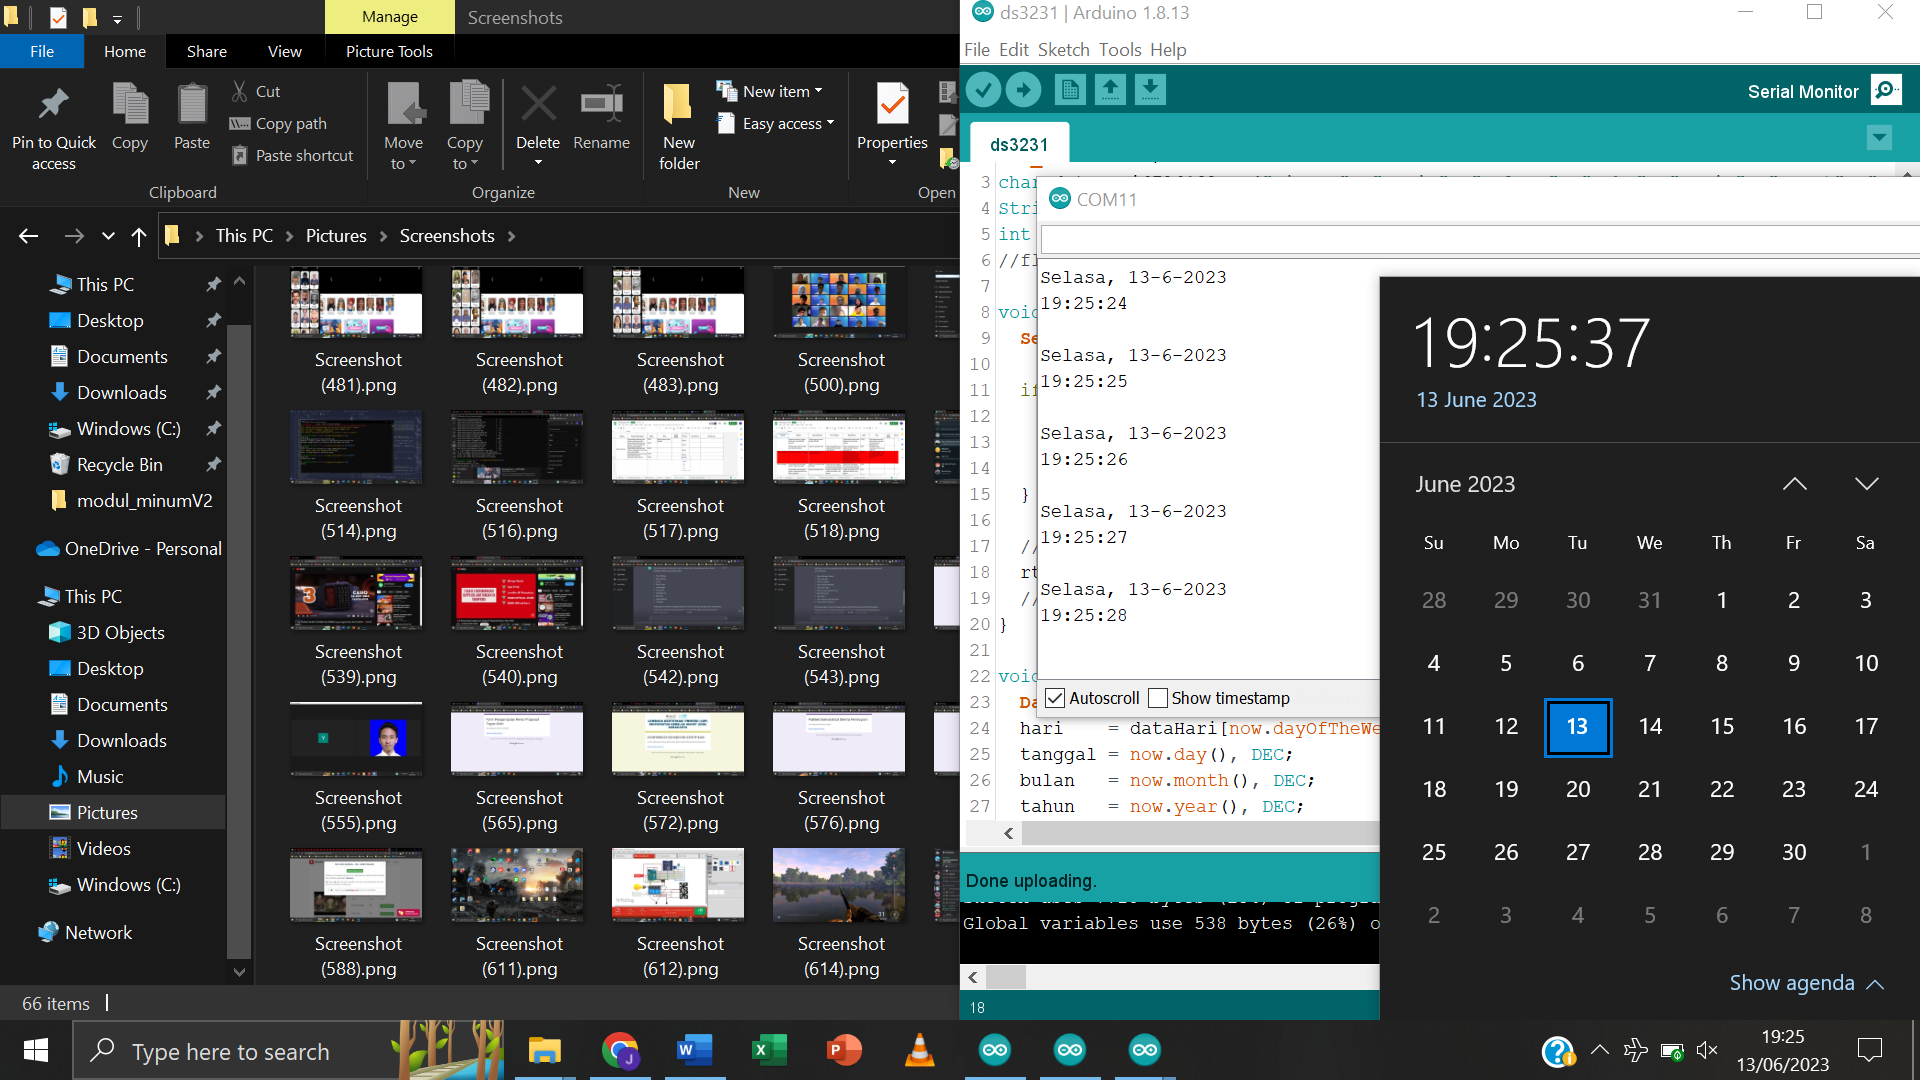 Manage
Screenshots
File
Home
Share
View
Picture Tools
Pin to Quick access
Copy
Paste
Cut
Copy path
Paste shortcut
Move to
Copy to
Delete
Rename
New folder
New item
Easy access
Properties
Clipboard
Organize
New
Open
This PC
Pictures
Screenshots
This PC
Desktop
Documents
Downloads
Windows (C:)
Recycle Bin
modul_minumV2
OneDrive - Personal
This PC
3D Objects
Desktop
Documents
Downloads
Music
Pictures
Videos
Windows (C:)
Network
Screenshot (481).png
Screenshot (482).png
Screenshot (483).png
Screenshot (500).png
Screenshot (514).png
Screenshot (516).png
Screenshot (517).png
Screenshot (518).png
Screenshot (539).png
Screenshot (540).png
Screenshot (542).png
Screenshot (543).png
Screenshot (555).png
Screenshot (565).png
Screenshot (572).png
Screenshot (576).png
Screenshot (588).png
Screenshot (611).png
Screenshot (612).png
Screenshot (614).png
66 items
ds3231 | Arduino 1.8.13
File Edit Sketch Tools Help
Serial Monitor
ds3231
3 char
4 Stri
5 int
6 //fl
7
8 void
9 Se
10
11 if
12
13
14
15 }
16
17 //
18 rt
19 //
20 }
21
22 void
23 Da
24 hari = dataHari[now.dayOfTheWe
25 tanggal = now.day(), DEC;
26 bulan = now.month(), DEC;
27 tahun = now.year(), DEC;
COM11
Selasa, 13-6-2023
19:25:24
Selasa, 13-6-2023
19:25:25
Selasa, 13-6-2023
19:25:26
Selasa, 13-6-2023
19:25:27
Selasa, 13-6-2023
19:25:28
Autoscroll
Show timestamp
Done uploading.
Global variables use 538 bytes (26%) o
18
19:25:37
13 June 2023
June 2023
Su Mo Tu We Th Fr Sa
28 29 30 31 1 2 3
4 5 6 7 8 9 10
11 12 13 14 15 16 17
18 19 20 21 22 23 24
25 26 27 28 29 30 1
2 3 4 5 6 7 8
Show agenda
Type here to search
19:25
13/06/2023